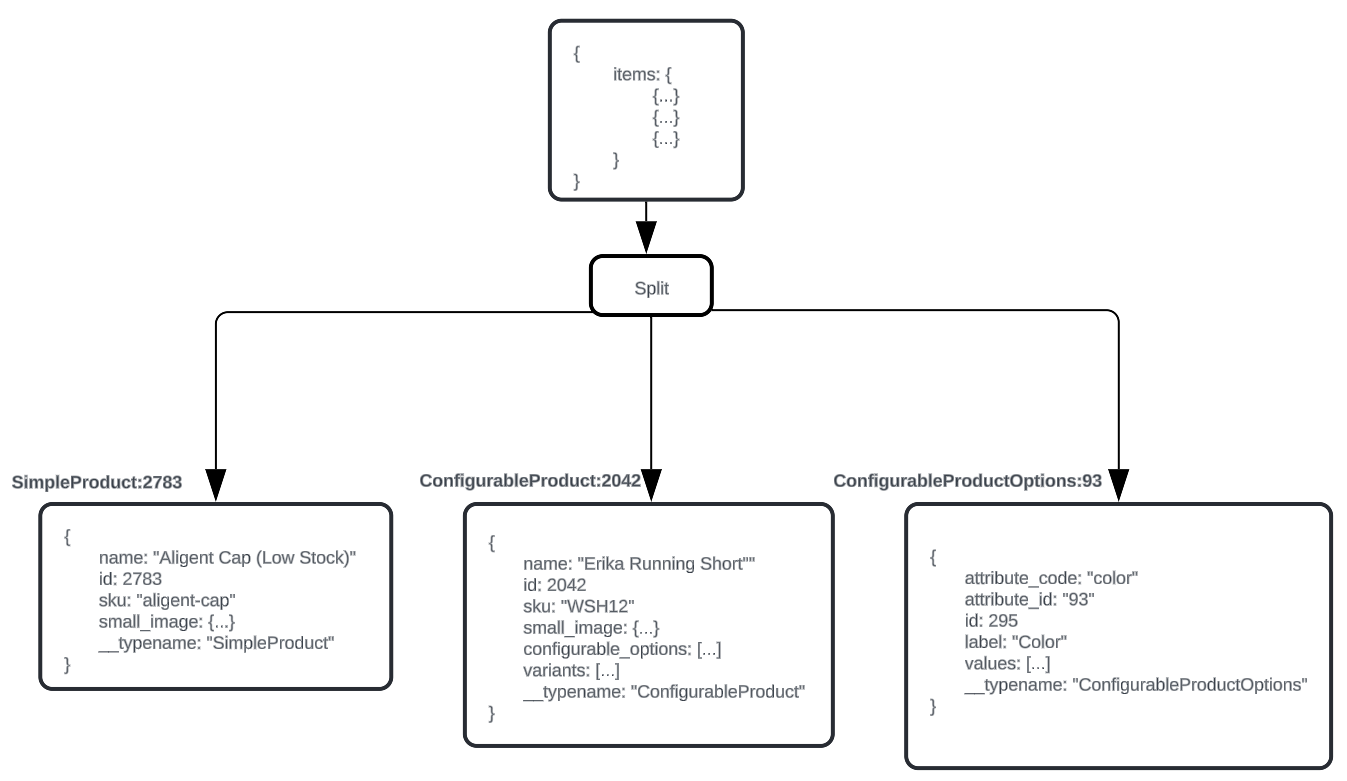 {
items: {
{...}
{...}
{...}
}
}
Split
SimpleProduct:2783
{
name: "Aligent Cap (Low Stock)"
id: 2783
sku: "aligent-cap"
small_image: {...}
__typename: "SimpleProduct"
}
ConfigurableProduct:2042
{
name: "Erika Running Short""
id: 2042
sku: "WSH12"
small_image: {...}
configurable_options: [...]
variants: [...]
__typename: "ConfigurableProduct"
}
ConfigurableProductOptions:93
{
attribute_code: "color"
attribute_id: "93"
id: 295
label: "Color"
values: [...]
__typename: "ConfigurableProductOptions"
}